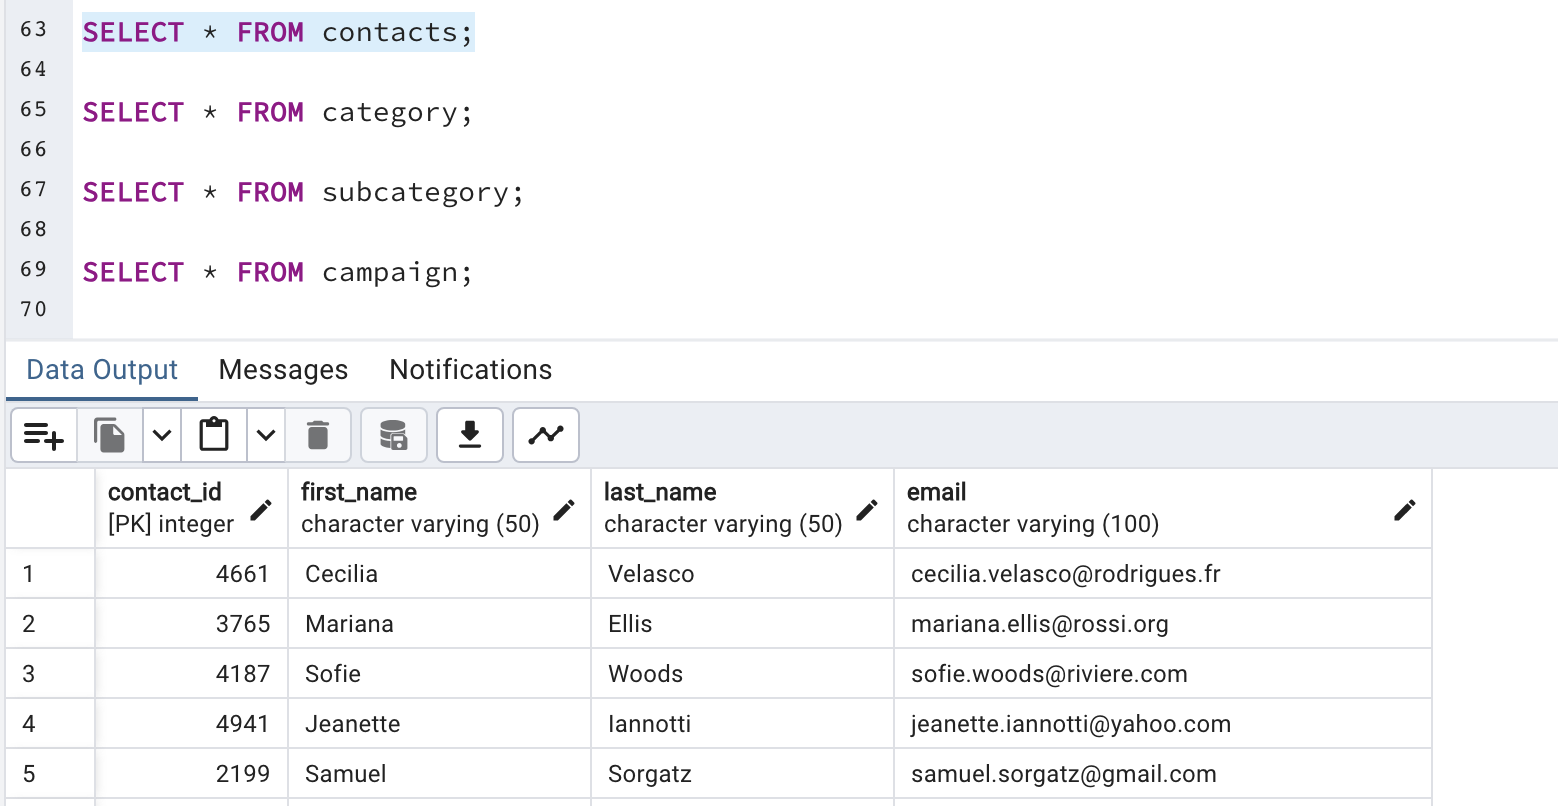 63 SELECT * FROM contacts;
64
65 SELECT * FROM category;
66
67 SELECT * FROM subcategory;
68
69 SELECT * FROM campaign;
70
Data Output Messages Notifications
contact_id first_name last_name email
[PK] integer character varying (50) character varying (50) character varying (100)
1 4661 Cecilia Velasco cecilia.velasco@rodrigues.fr
2 3765 Mariana Ellis mariana.ellis@rossi.org
3 4187 Sofie Woods sofie.woods@riviere.com
4 4941 Jeanette Iannotti jeanette.iannotti@yahoo.com
5 2199 Samuel Sorgatz samuel.sorgatz@gmail.com